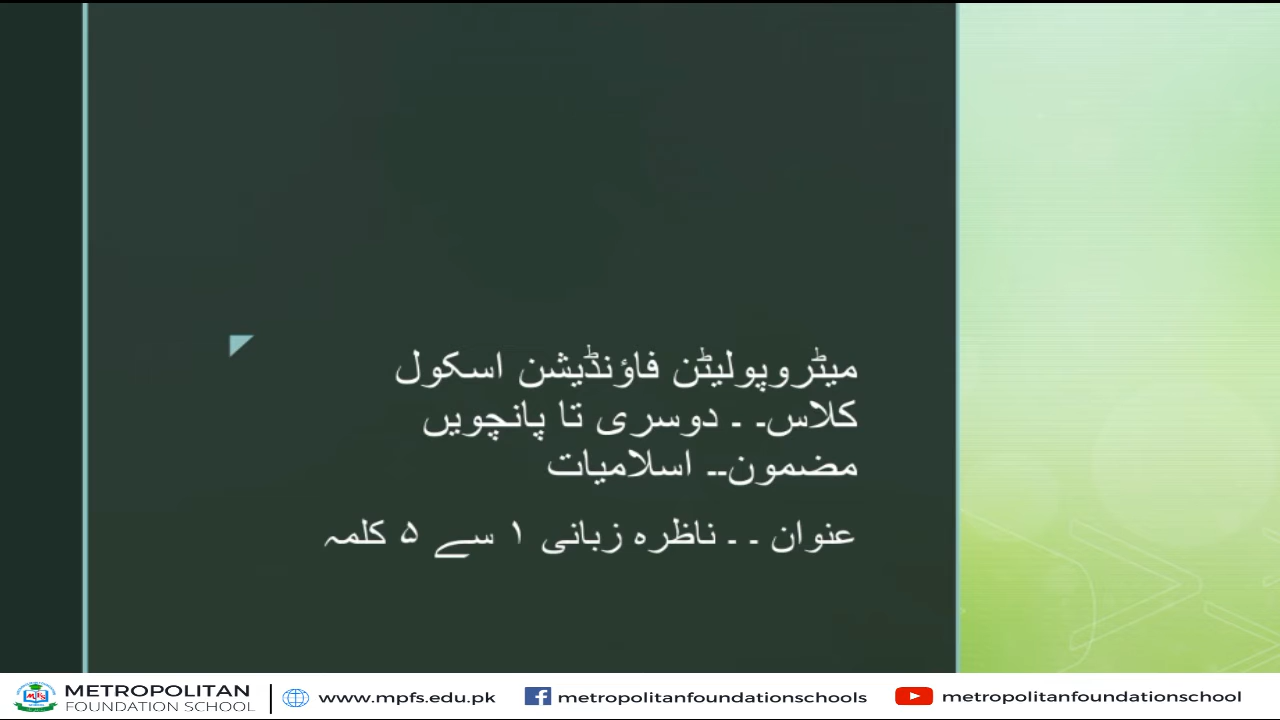 میٹروپولیٹن فاؤنڈیشن اسکول
کلاس۔ ۔ دوسری تا پانچویں
مضمون۔۔ اسلامیات
عنوان ۔ ۔ ناظرہ زبانی ۱ سے ۵ کلمہ
METROPOLITAN
FOUNDATION SCHOOL
www.mpfs.edu.pk
metropolitanfoundationschools
metropolitanfoundationschool